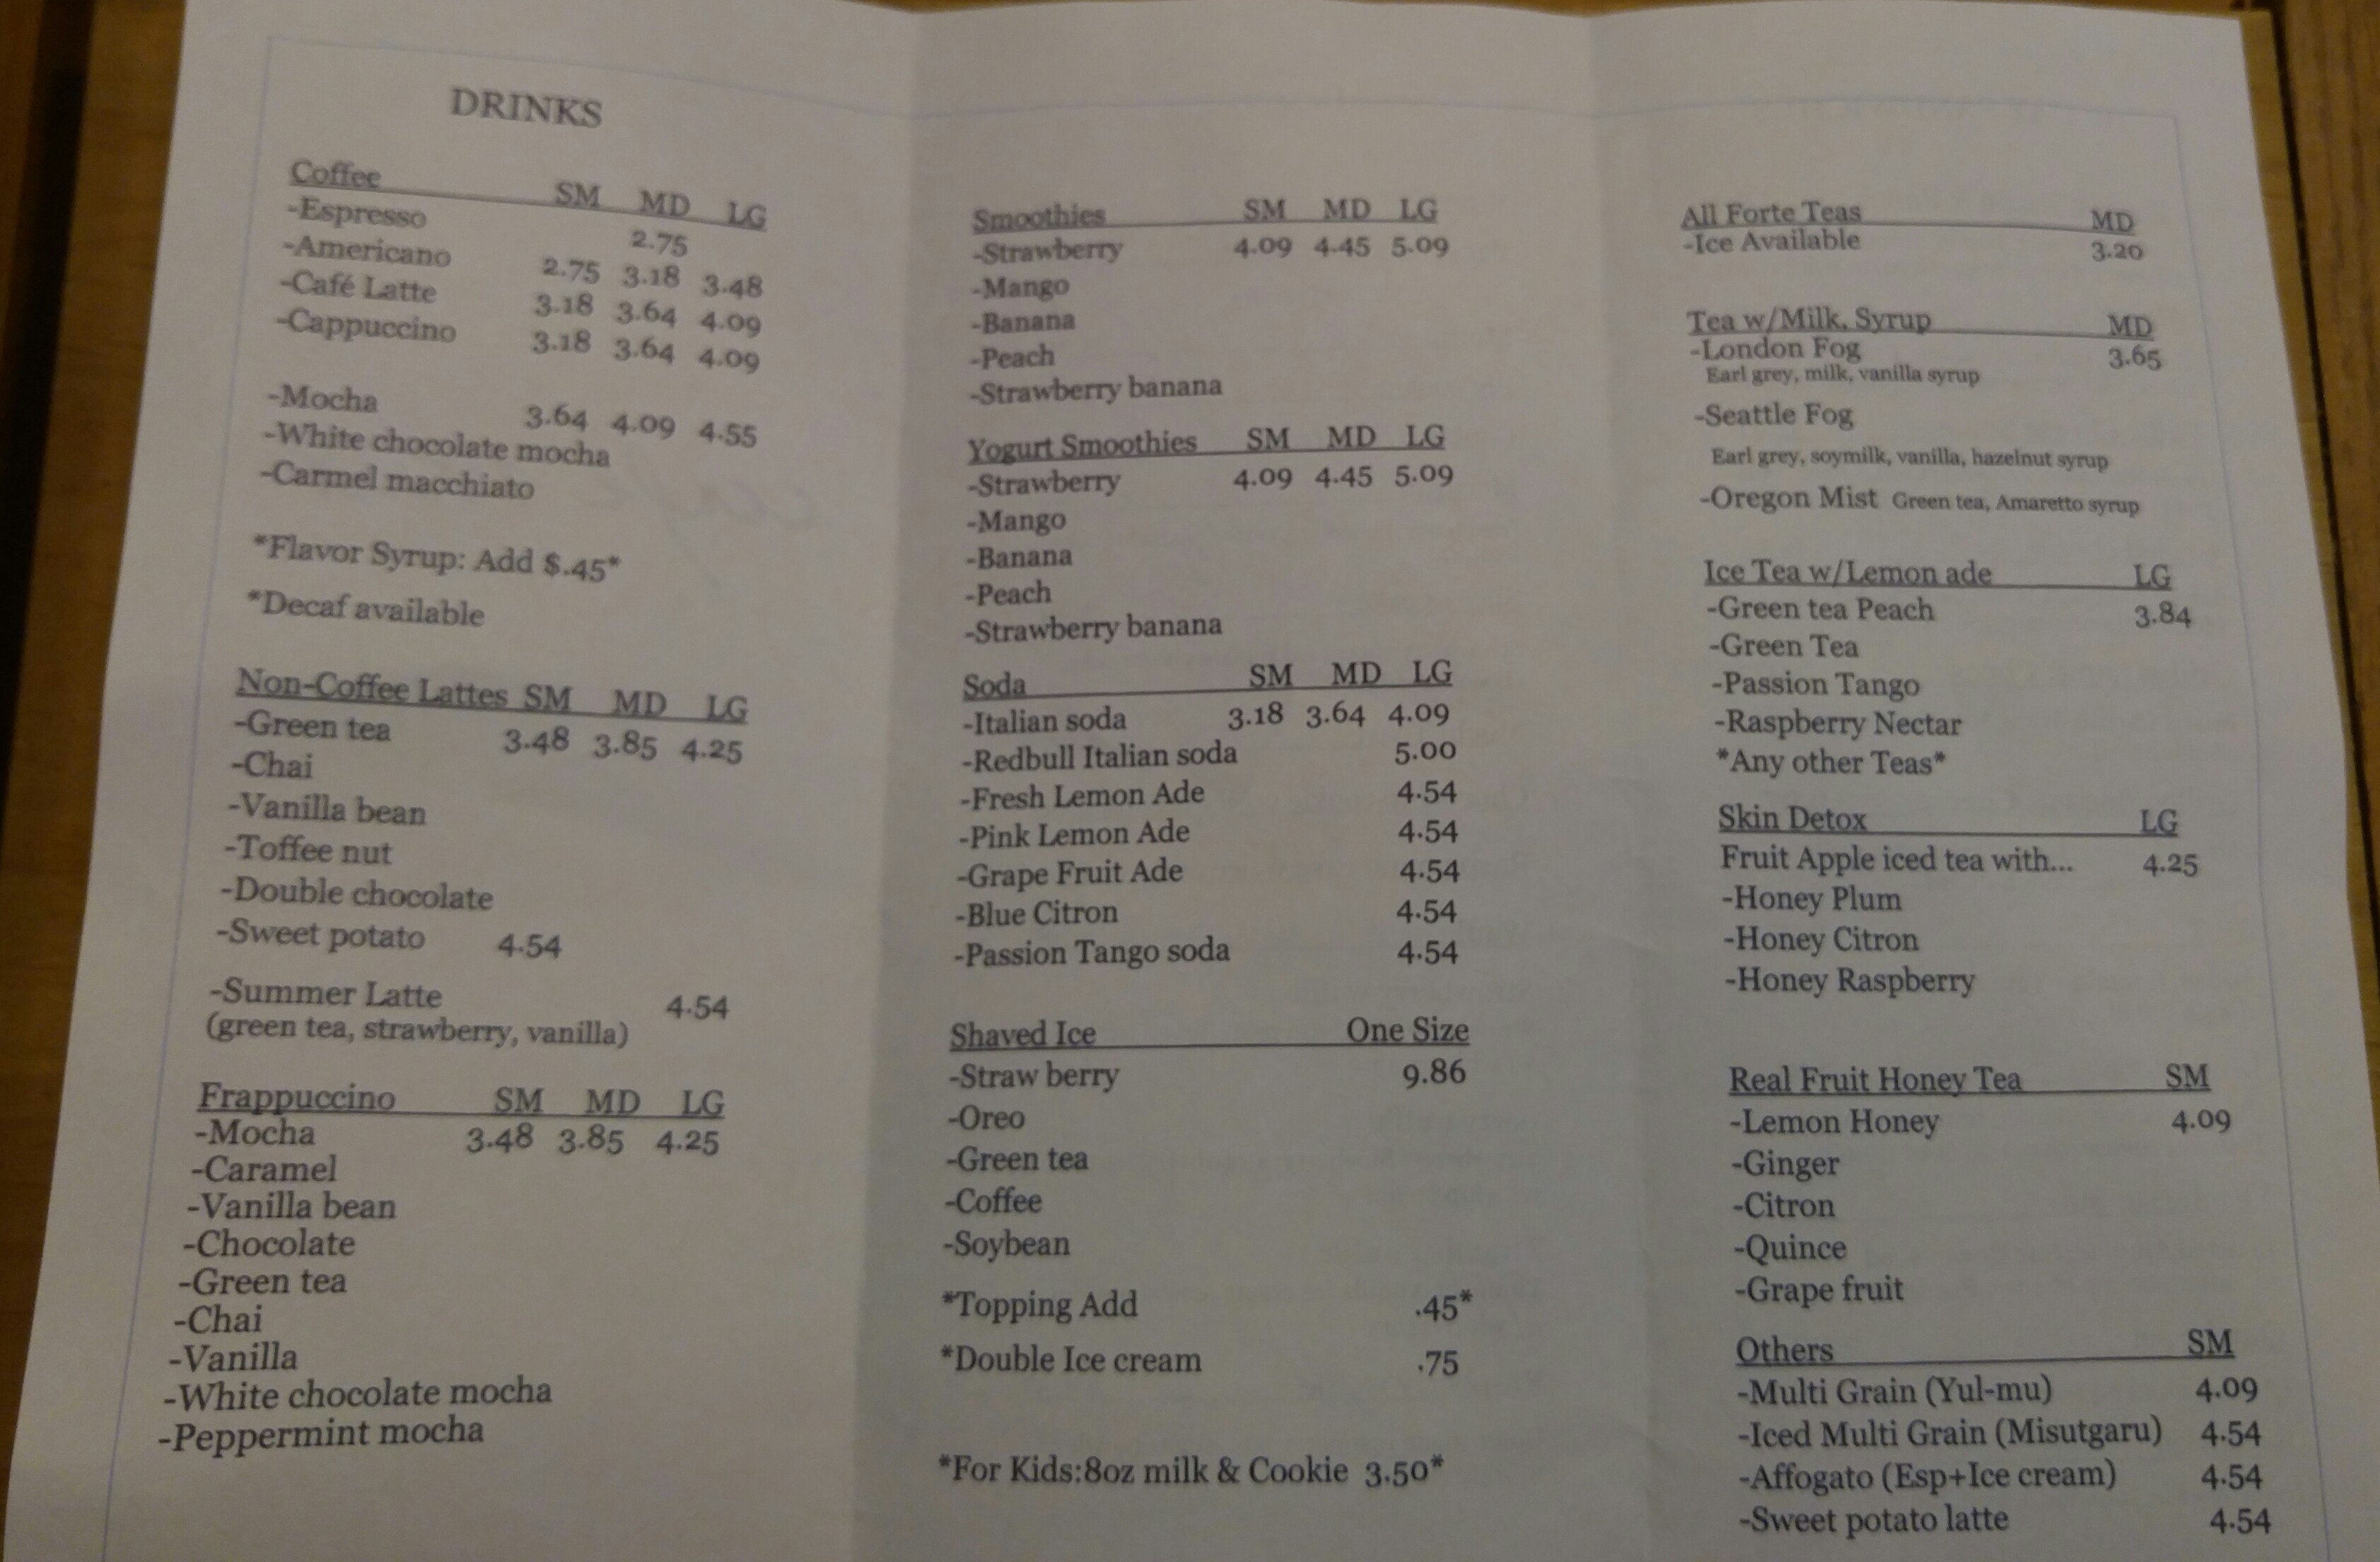 DRINKS
Coffee SM MD LG
-Espresso 2.75
-Americano 2.75 3.18 3.48
-Café Latte 3.18 3.64 4.09
-Cappuccino 3.18 3.64 4.09
-Mocha 3.64 4.09 4.55
-White chocolate mocha
-Carmel macchiato
*Flavor Syrup: Add $.45*
*Decaf available
Non-Coffee Lattes SM MD LG
-Green tea 3.48 3.85 4.25
-Chai
-Vanilla bean
-Toffee nut
-Double chocolate
-Sweet potato 4.54
-Summer Latte 4.54
(green tea, strawberry, vanilla)
Frappuccino SM MD LG
-Mocha 3.48 3.85 4.25
-Caramel
-Vanilla bean
-Chocolate
-Green tea
-Chai
-Vanilla
-White chocolate mocha
-Peppermint mocha
Smoothies SM MD LG
-Strawberry 4.09 4.45 5.09
-Mango
-Banana
-Peach
-Strawberry banana
Yogurt Smoothies SM MD LG
-Strawberry 4.09 4.45 5.09
-Mango
-Banana
-Peach
-Strawberry banana
Soda SM MD LG
-Italian soda 3.18 3.64 4.09
-Redbull Italian soda 5.00
-Fresh Lemon Ade 4.54
-Pink Lemon Ade 4.54
-Grape Fruit Ade 4.54
-Blue Citron 4.54
-Passion Tango soda 4.54
Shaved Ice One Size
-Straw berry 9.86
-Oreo
-Green tea
-Coffee
-Soybean
*Topping Add .45*
*Double Ice cream .75
*For Kids:8oz milk & Cookie 3.50*
All Forte Teas MD
-Ice Available 3.20
Tea w/Milk, Syrup MD
-London Fog 3.65
Earl grey, milk, vanilla syrup
-Seattle Fog
Earl grey, soymilk, vanilla, hazelnut syrup
-Oregon Mist Green tea, Amaretto syrup
Ice Tea w/Lemon ade LG
-Green tea Peach 3.84
-Green Tea
-Passion Tango
-Raspberry Nectar
*Any other Teas*
Skin Detox LG
Fruit Apple iced tea with... 4.25
-Honey Plum
-Honey Citron
-Honey Raspberry
Real Fruit Honey Tea SM
-Lemon Honey 4.09
-Ginger
-Citron
-Quince
-Grape fruit
Others SM
-Multi Grain (Yul-mu) 4.09
-Iced Multi Grain (Misutgaru) 4.54
-Affogato (Esp+Ice cream) 4.54
-Sweet potato latte 4.54